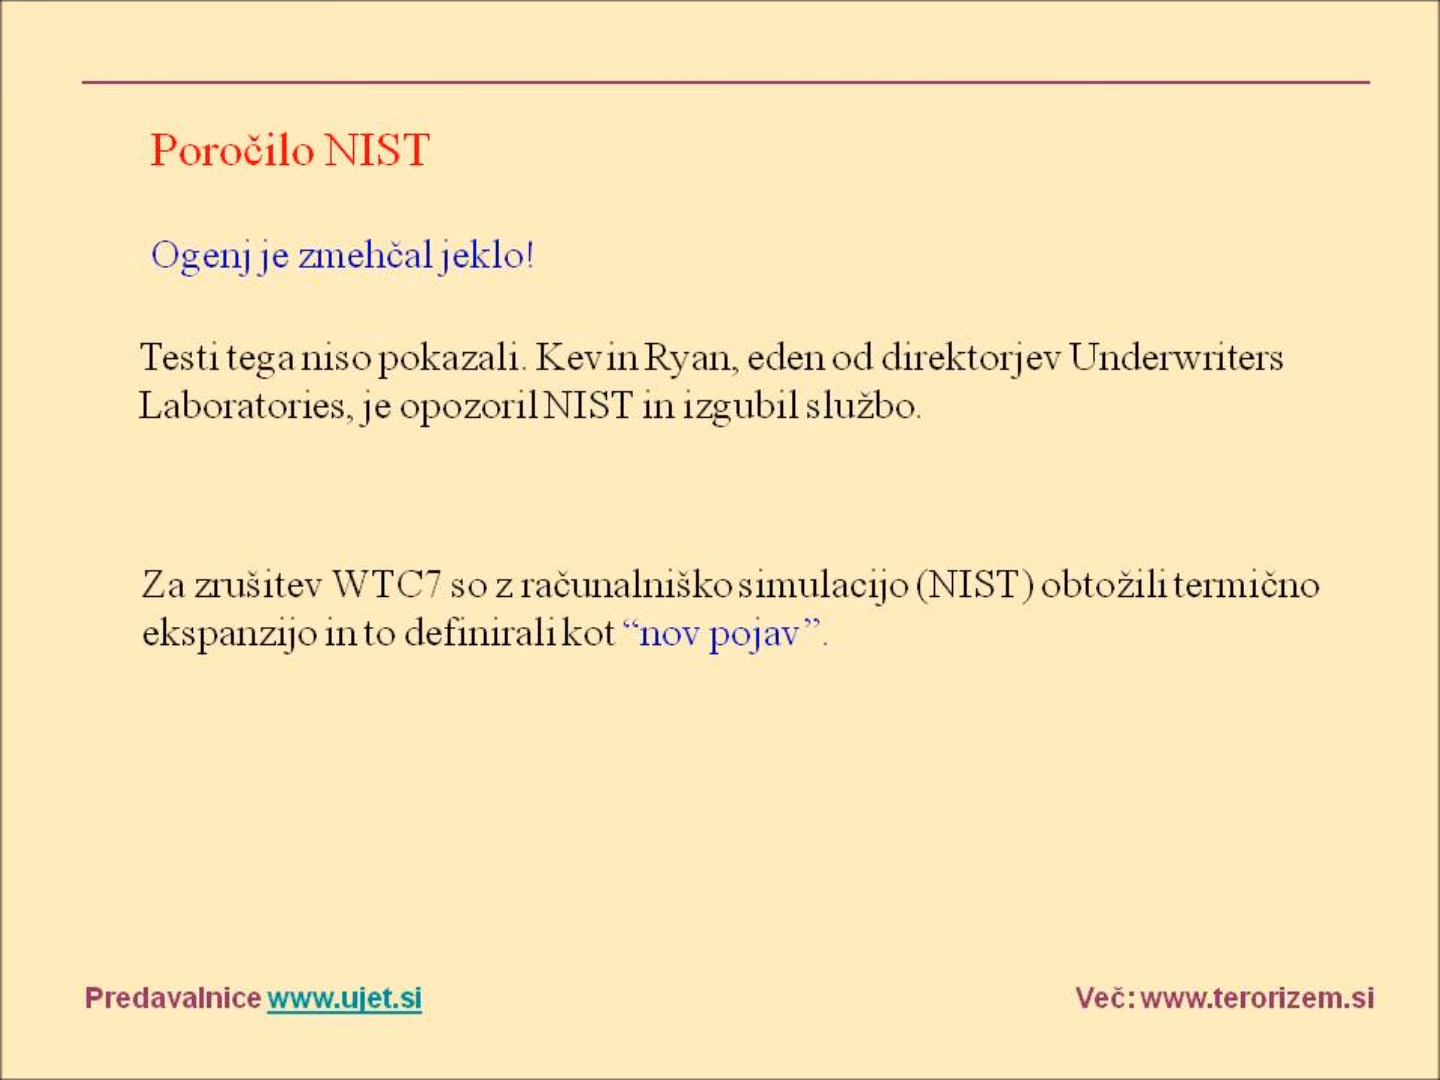 Poročilo NIST
Ogenj je zmehčal jeklo!
Testi tega niso pokazali. Kevin Ryan, eden od direktorjev Underwriters
Laboratories, je opozoril NIST in izgubil službo.
Za zrušitev WTC7 so z računalniško simulacijo (NIST) obtožili termično
ekspanzijo in to definirali kot “nov pojav”.
Predavalnice www.ujet.si
Več: www.terorizem.si